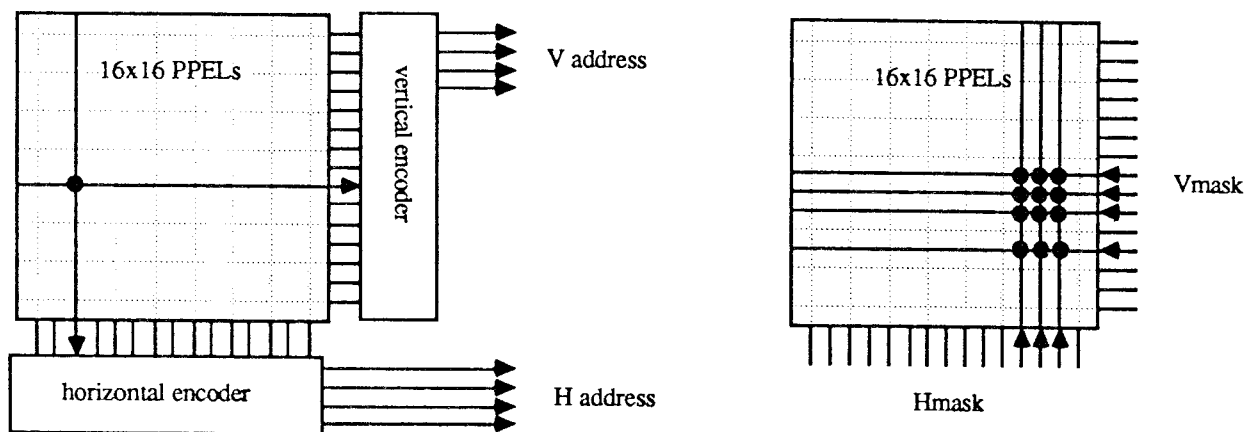 16x16 PPELs
vertical encoder
V address
horizontal encoder
H address
16x16 PPELs
Vmask
Hmask